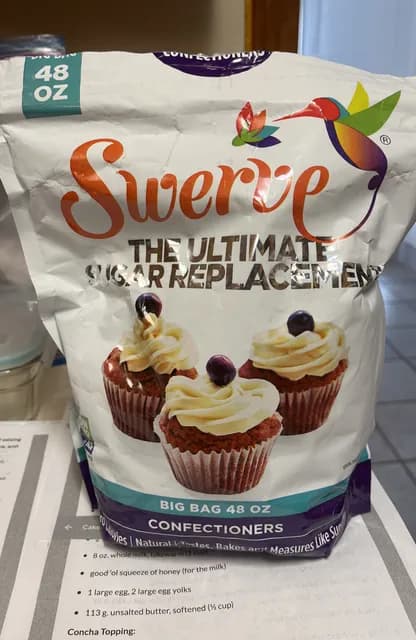 48
OZ
CONFECTIONERS
Swerve
®
THE ULTIMATE
SUGAR REPLACEMENT
BIG BAG 48 OZ
CONFECTIONERS
Natural | Tastes, Bakes and Measures Like
8 oz. whole milk,
good 'ol squeeze of honey (for the milk)
1 large egg, 2 large egg yolks
113 g. unsalted butter, softened (½ cup)
Concha Topping: